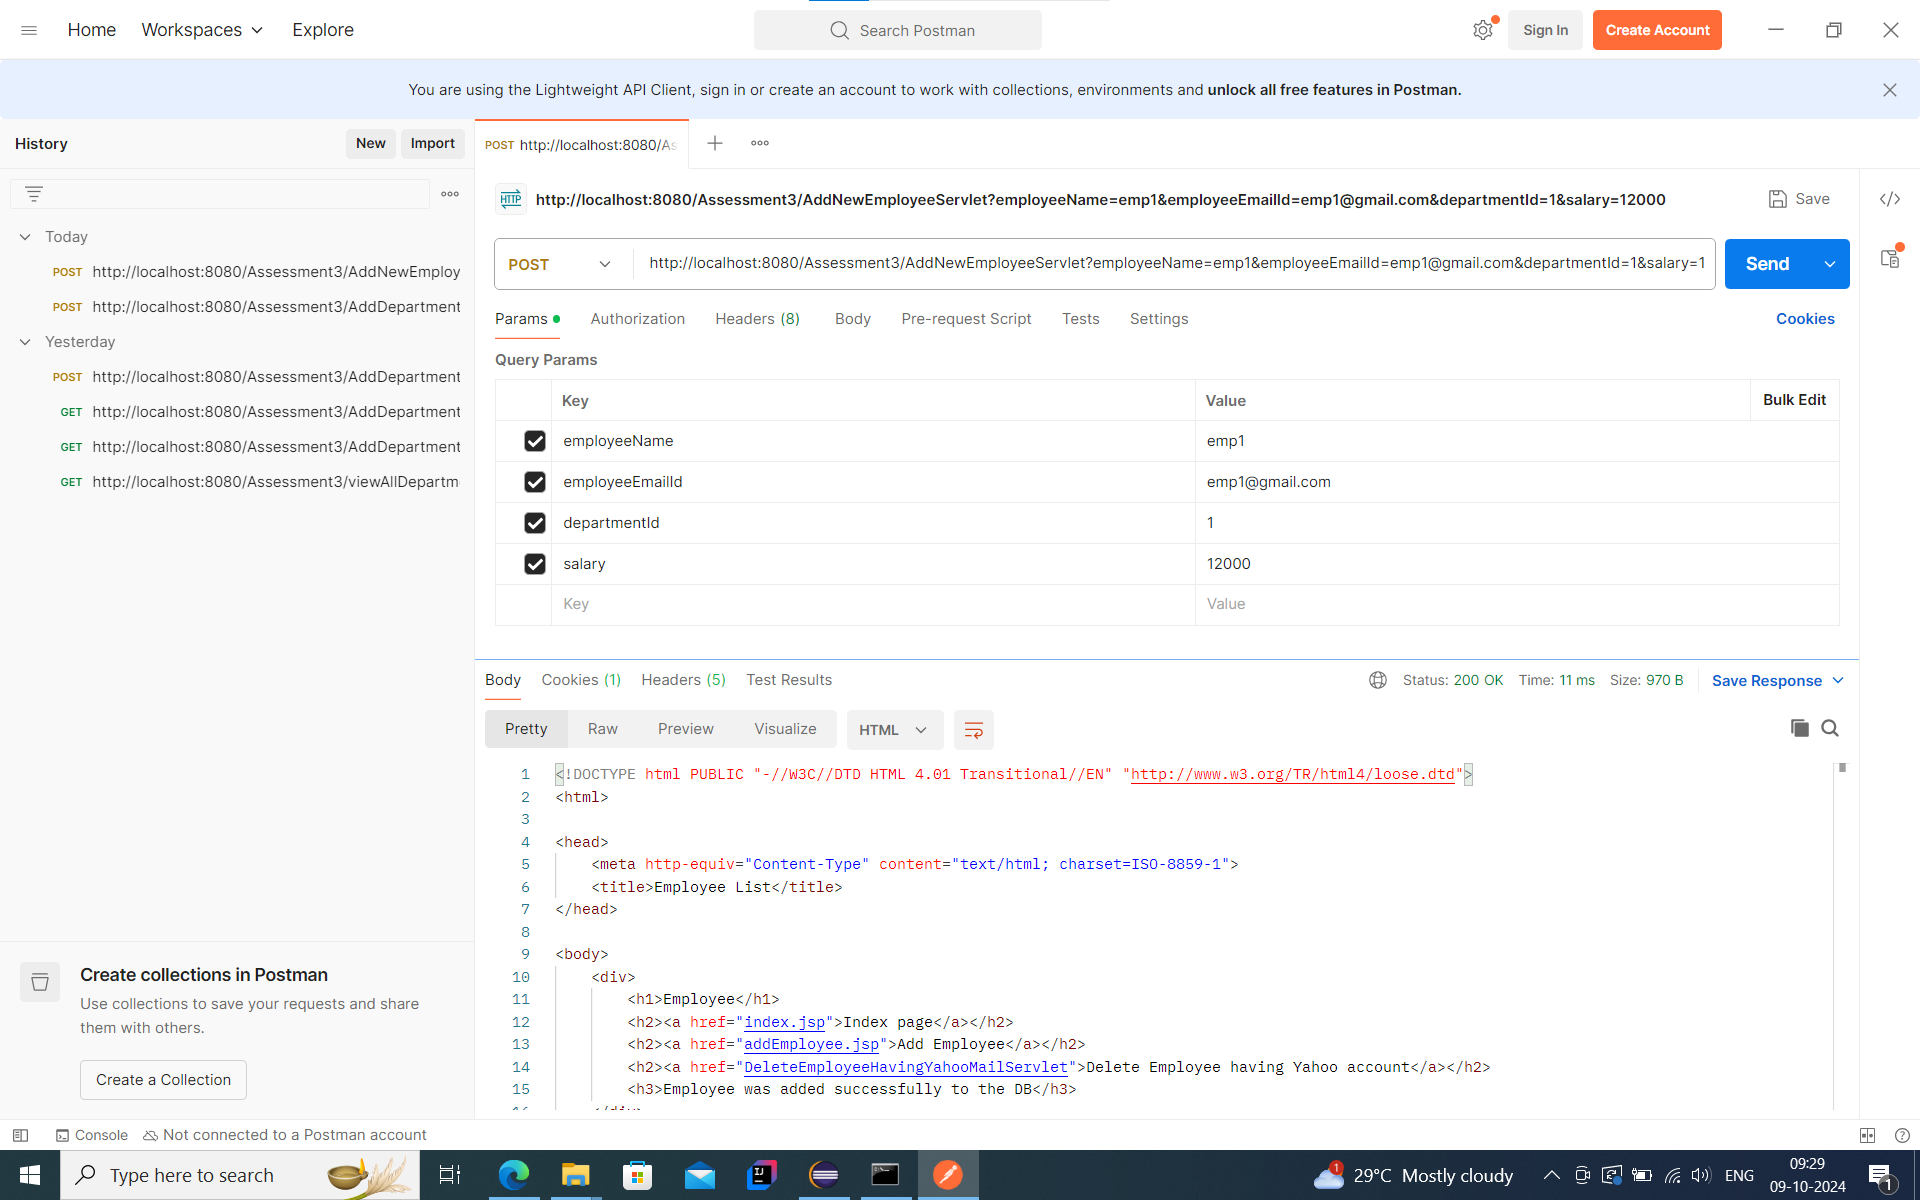 Home
Workspaces
Explore
Search Postman
Sign In
Create Account
You are using the Lightweight API Client, sign in or create an account to work with collections, environments and unlock all free features in Postman.
History
New
Import
POST http://localhost:8080/As
HTTP
http://localhost:8080/Assessment3/AddNewEmployeeServlet?employeeName=emp1&employeeEmailId=emp1@gmail.com&departmentId=1&salary=12000
Save
Today
POST http://localhost:8080/Assessment3/AddNewEmploy
POST http://localhost:8080/Assessment3/AddDepartment
Yesterday
POST http://localhost:8080/Assessment3/AddDepartment
GET http://localhost:8080/Assessment3/AddDepartment
GET http://localhost:8080/Assessment3/AddDepartment
GET http://localhost:8080/Assessment3/viewAllDepartm
POST
http://localhost:8080/Assessment3/AddNewEmployeeServlet?employeeName=emp1&employeeEmailId=emp1@gmail.com&departmentId=1&salary=1
Send
Params
Authorization
Headers (8)
Body
Pre-request Script
Tests
Settings
Cookies
Query Params
Key Value Bulk Edit
employeeName emp1
employeeEmailId emp1@gmail.com
departmentId 1
salary 12000
Key Value
Body
Cookies (1)
Headers (5)
Test Results
Status: 200 OK
Time: 11 ms
Size: 970 B
Save Response
Pretty
Raw
Preview
Visualize
HTML
1 <!DOCTYPE html PUBLIC "-//W3C//DTD HTML 4.01 Transitional//EN" "http://www.w3.org/TR/html4/loose.dtd">
2 <html>
3
4 <head>
5 <meta http-equiv="Content-Type" content="text/html; charset=ISO-8859-1">
6 <title>Employee List</title>
7 </head>
8
9 <body>
10 <div>
11 <h1>Employee</h1>
12 <h2><a href="index.jsp">Index page</a></h2>
13 <h2><a href="addEmployee.jsp">Add Employee</a></h2>
14 <h2><a href="DeleteEmployeeHavingYahooMailServlet">Delete Employee having Yahoo account</a></h2>
15 <h3>Employee was added successfully to the DB</h3>
16 </div>
Create collections in Postman
Use collections to save your requests and share
them with others.
Create a Collection
Console
Not connected to a Postman account
Type here to search
1
29°C Mostly cloudy
ENG
09:29
09-10-2024
1